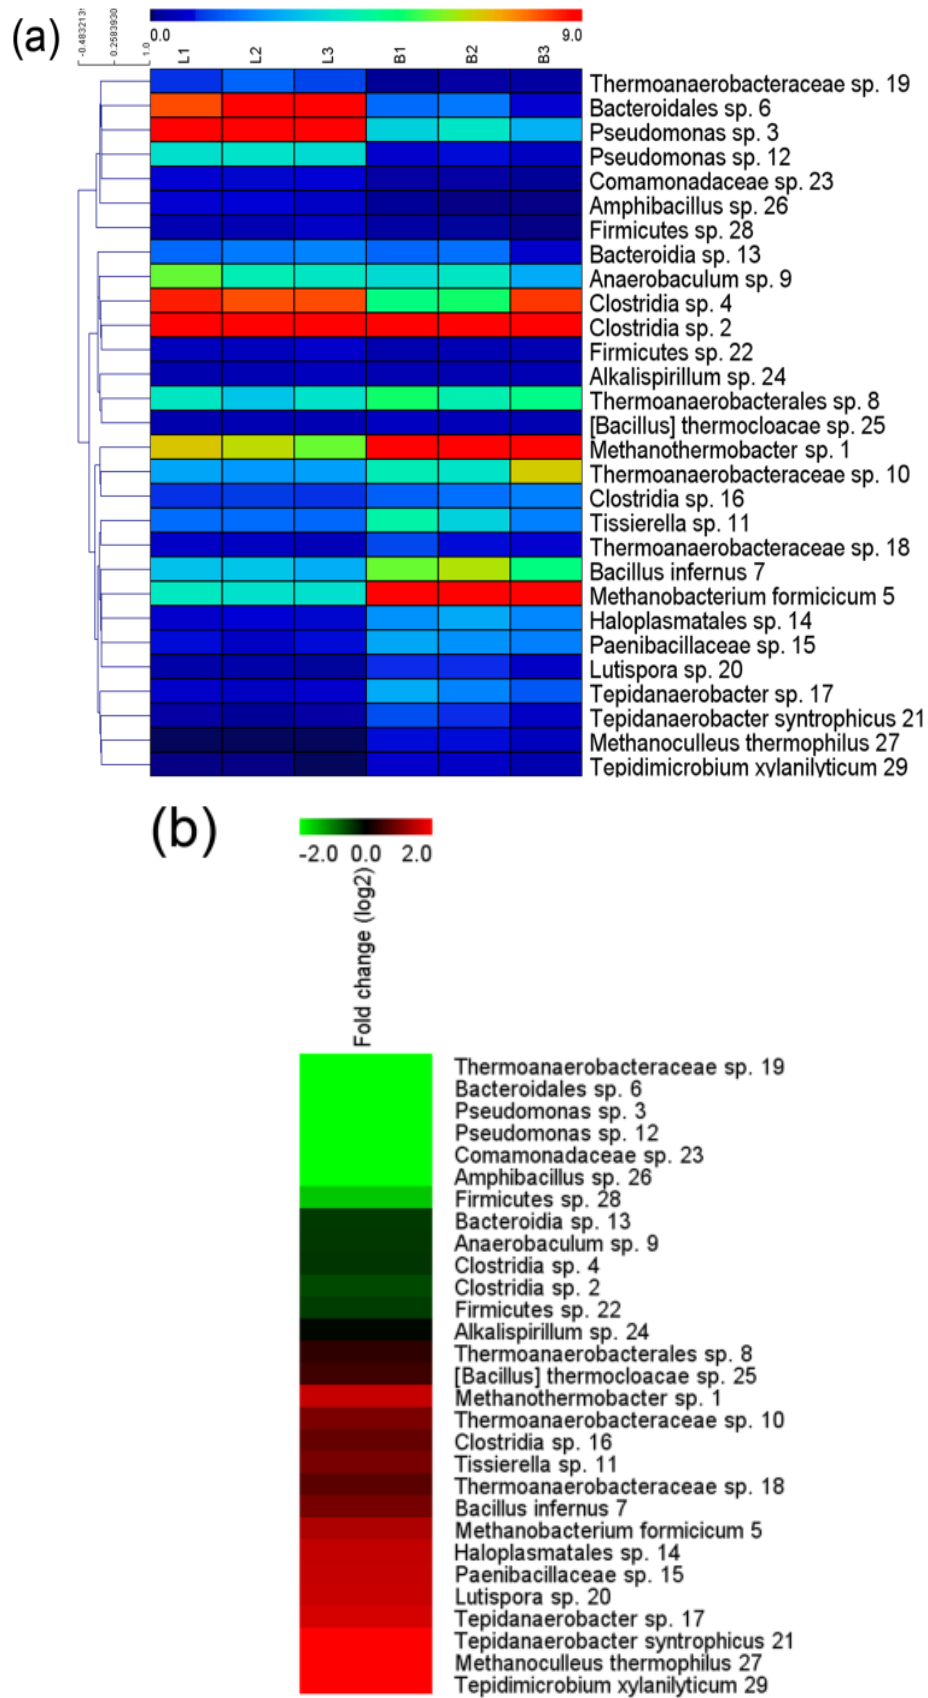 (a)
-0.4832139
0.2583930
1.0
0.0
9.0
L1
L2
L3
B1
B2
B3
Thermoanaerobacteraceae sp. 19
Bacteroidales sp. 6
Pseudomonas sp. 3
Pseudomonas sp. 12
Comamonadaceae sp. 23
Amphibacillus sp. 26
Firmicutes sp. 28
Bacteroidia sp. 13
Anaerobaculum sp. 9
Clostridia sp. 4
Clostridia sp. 2
Firmicutes sp. 22
Alkalispirillum sp. 24
Thermoanaerobacterales sp. 8
[Bacillus] thermocloacae sp. 25
Methanothermobacter sp. 1
Thermoanaerobacteraceae sp. 10
Clostridia sp. 16
Tissierella sp. 11
Thermoanaerobacteraceae sp. 18
Bacillus infernus 7
Methanobacterium formicicum 5
Haloplasmatales sp. 14
Paenibacillaceae sp. 15
Lutispora sp. 20
Tepidanaerobacter sp. 17
Tepidanaerobacter syntrophicus 21
Methanoculleus thermophilus 27
Tepidimicrobium xylanilyticum 29
(b)
-2.0 0.0 2.0
Fold change (log2)
Thermoanaerobacteraceae sp. 19
Bacteroidales sp. 6
Pseudomonas sp. 3
Pseudomonas sp. 12
Comamonadaceae sp. 23
Amphibacillus sp. 26
Firmicutes sp. 28
Bacteroidia sp. 13
Anaerobaculum sp. 9
Clostridia sp. 4
Clostridia sp. 2
Firmicutes sp. 22
Alkalispirillum sp. 24
Thermoanaerobacterales sp. 8
[Bacillus] thermocloacae sp. 25
Methanothermobacter sp. 1
Thermoanaerobacteraceae sp. 10
Clostridia sp. 16
Tissierella sp. 11
Thermoanaerobacteraceae sp. 18
Bacillus infernus 7
Methanobacterium formicicum 5
Haloplasmatales sp. 14
Paenibacillaceae sp. 15
Lutispora sp. 20
Tepidanaerobacter sp. 17
Tepidanaerobacter syntrophicus 21
Methanoculleus thermophilus 27
Tepidimicrobium xylanilyticum 29